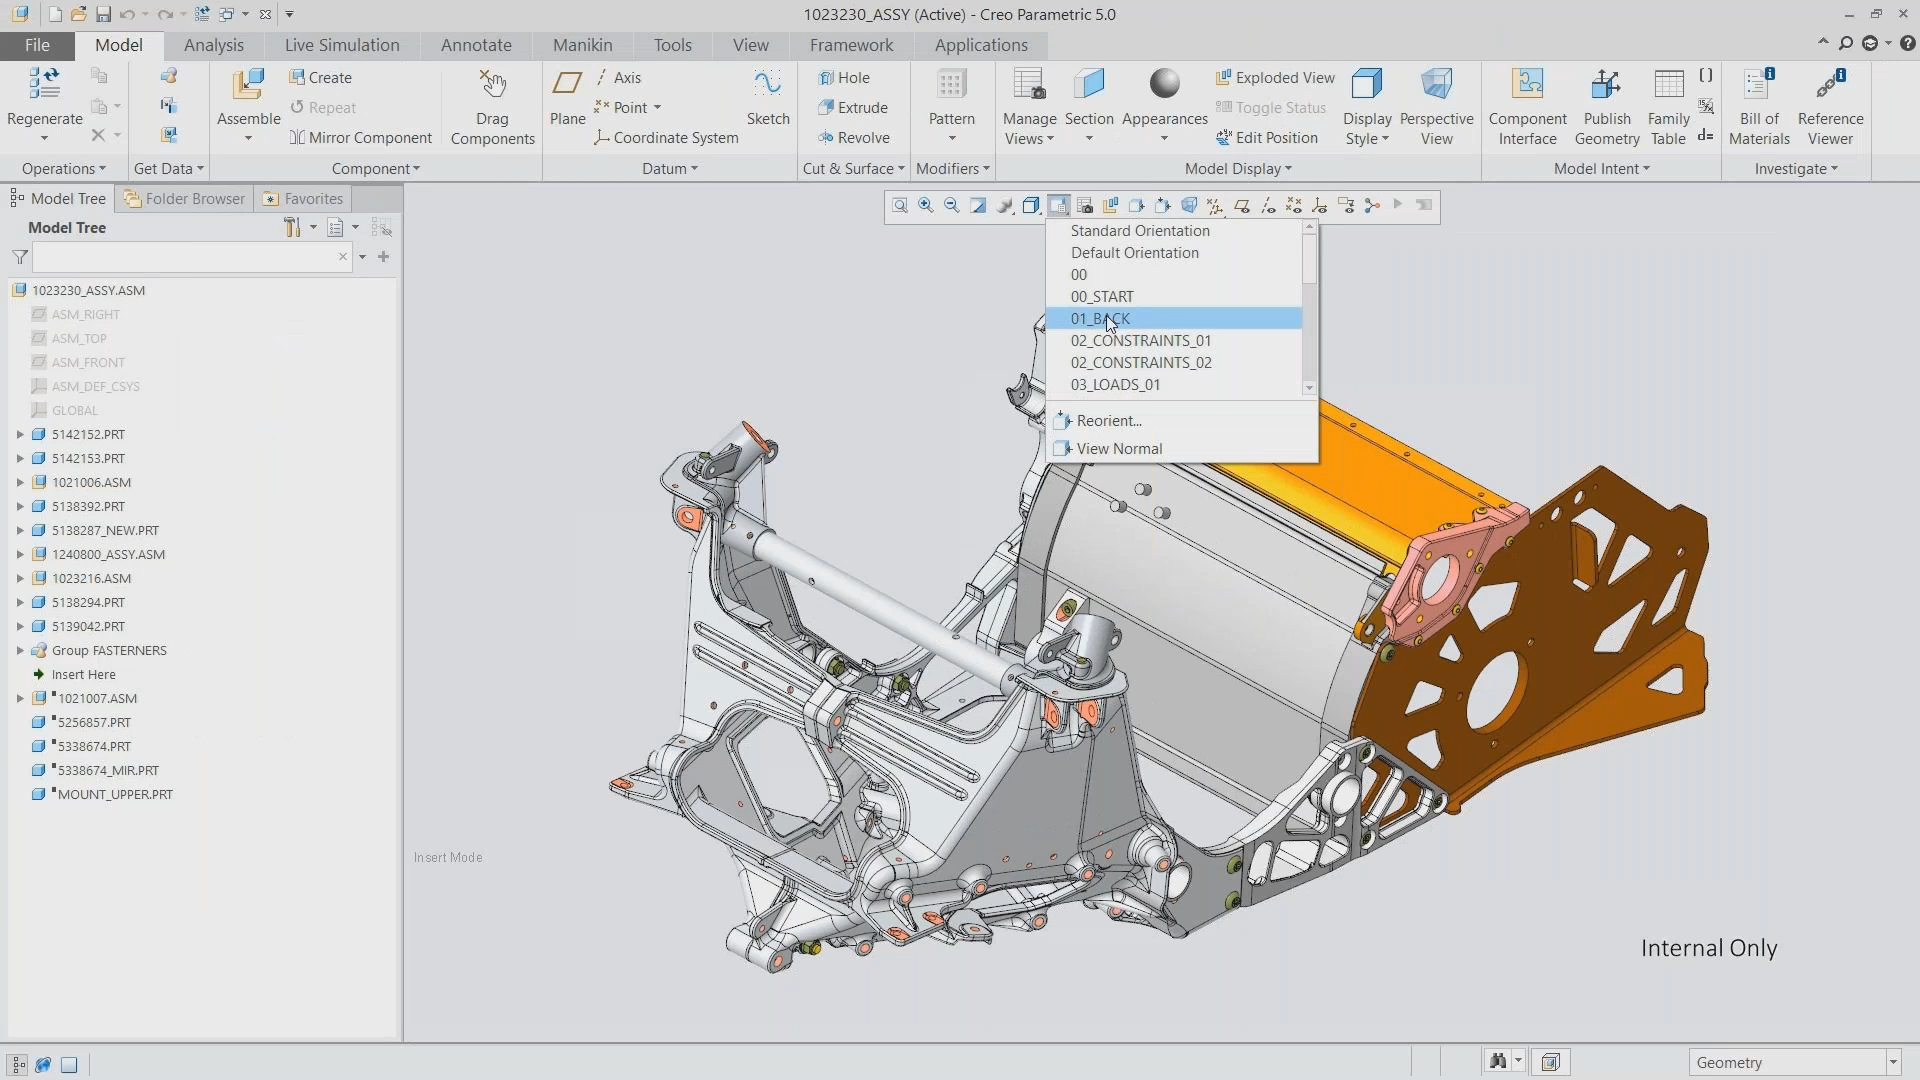 1023230_ASSY (Active) - Creo Parametric 5.0
File Model Analysis Live Simulation Annotate Manikin Tools View Framework Applications
Regenerate
Operations
Get Data
Assemble
Create
Repeat
Mirror Component
Drag Components
Component
Plane
Axis
Point
Coordinate System
Sketch
Datum
Hole
Extrude
Revolve
Cut & Surface
Pattern
Modifiers
Manage Views
Section
Appearances
Exploded View
Toggle Status
Edit Position
Display Style
Perspective View
Model Display
Component Interface
Publish Geometry
Family Table
Model Intent
Bill of Materials
Reference Viewer
Investigate
Model Tree Folder Browser Favorites
Model Tree
1023230_ASSY.ASM
ASM_RIGHT
ASM_TOP
ASM_FRONT
ASM_DEF_CSYS
GLOBAL
5142152.PRT
5142153.PRT
1021006.ASM
5138392.PRT
5138287_NEW.PRT
1240800_ASSY.ASM
1023216.ASM
5138294.PRT
5139042.PRT
Group FASTERNERS
Insert Here
1021007.ASM
5256857.PRT
5338674.PRT
5338674_MIR.PRT
MOUNT_UPPER.PRT
Standard Orientation
Default Orientation
00
00_START
01_BACK
02_CONSTRAINTS_01
02_CONSTRAINTS_02
03_LOADS_01
Reorient...
View Normal
Insert Mode
Internal Only
Geometry